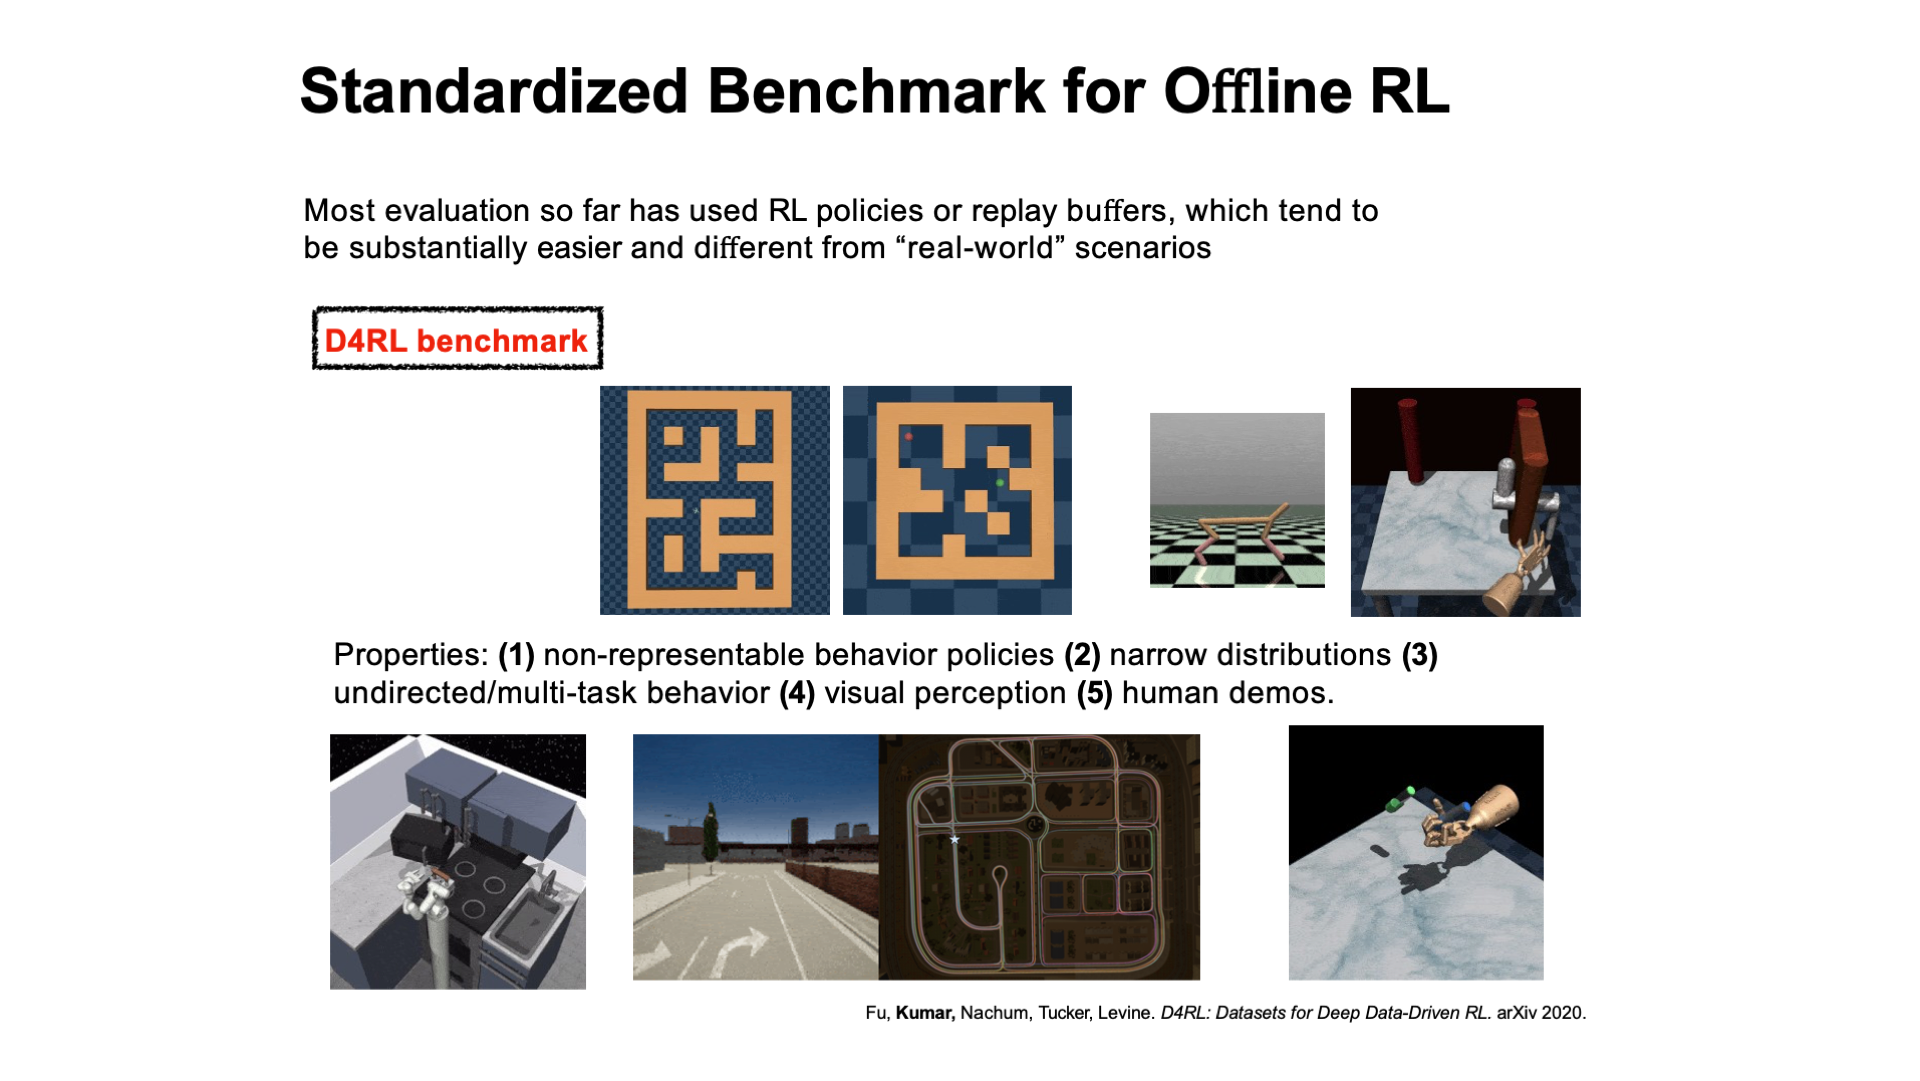 Standardized Benchmark for Offline RL
Most evaluation so far has used RL policies or replay buffers, which tend to
be substantially easier and different from “real-world” scenarios
D4RL benchmark
Properties: (1) non-representable behavior policies (2) narrow distributions (3)
undirected/multi-task behavior (4) visual perception (5) human demos.
Fu, Kumar, Nachum, Tucker, Levine. D4RL: Datasets for Deep Data-Driven RL. arXiv 2020.